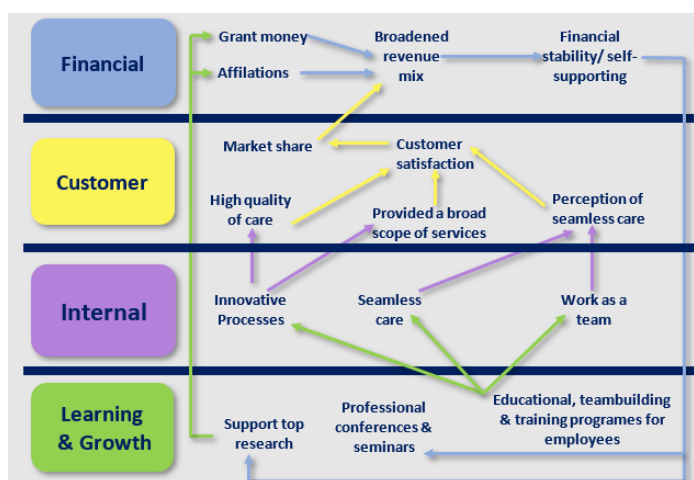 Financial
Grant money
Affilations
Broadened
revenue
mix
Financial
stability/ self-
supporting
Customer
Market share
Customer
satisfaction
High quality
of care
Provided a broad
scope of services
Perception of
seamless care
Internal
Innovative
Processes
Seamless
care
Work as a
team
Learning
& Growth
Support top
research
Professional
conferences &
seminars
Educational, teambuilding
& training programes for
employees